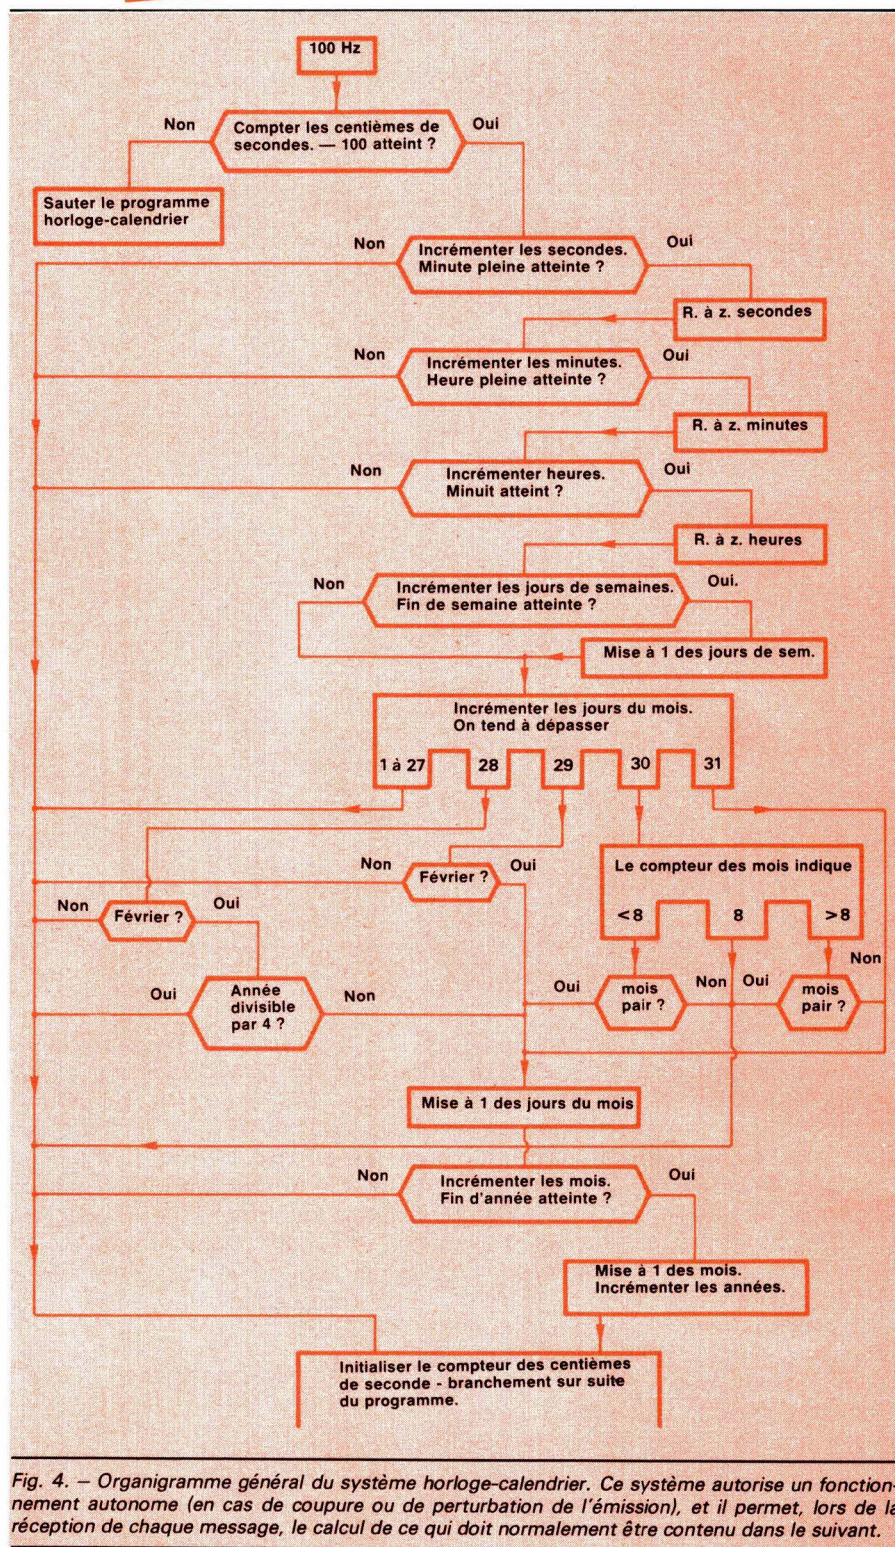 100 Hz
Non
Compter les centièmes de
secondes. — 100 atteint ?
Oui
Sauter le programme
horloge-calendrier
Non
Incrémenter les secondes.
Minute pleine atteinte ?
Oui
R. à z. secondes
Non
Incrémenter les minutes.
Heure pleine atteinte ?
Oui
R. à z. minutes
Non
Incrémenter heures.
Minuit atteint ?
Oui
R. à z. heures
Non
Incrémenter les jours de semaines.
Fin de semaine atteinte ?
Oui.
Mise à 1 des jours de sem.
Incrémenter les jours du mois.
On tend à dépasser
1 à 27
28
29
30
31
Non
Février ?
Oui
Le compteur des mois indique
<8
8
>8
Non
Février ?
Oui
Non
Oui
Année
divisible
par 4 ?
Non
Oui
mois
pair ?
Non
Oui
mois
pair ?
Mise à 1 des jours du mois
Non
Incrémenter les mois.
Fin d'année atteinte ?
Oui
Mise à 1 des mois.
Incrémenter les années.
Initialiser le compteur des centièmes
de seconde - branchement sur suite
du programme.
Fig. 4. – Organigramme général du système horloge-calendrier. Ce système autorise un fonction-
nement autonome (en cas de coupure ou de perturbation de l'émission), et il permet, lors de la
réception de chaque message, le calcul de ce qui doit normalement être contenu dans le suivant.